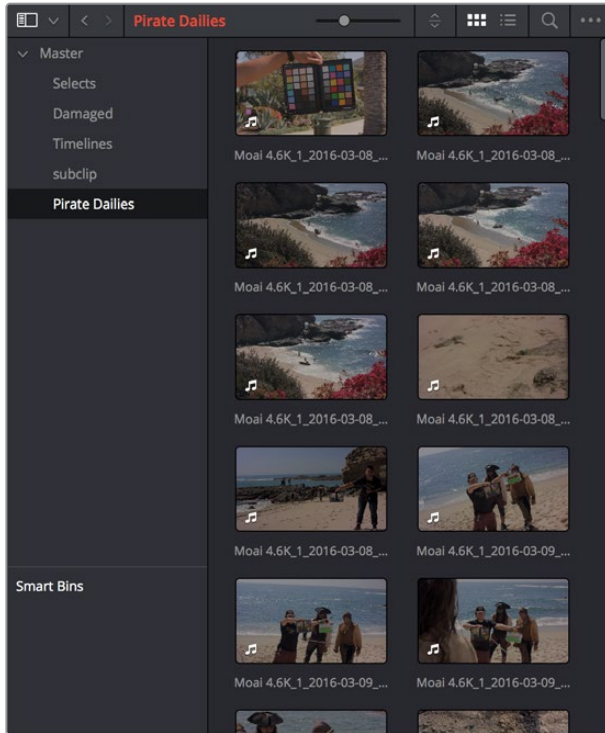 Pirate Dailies
Master
Selects
Damaged
Timelines
subclip
Pirate Dailies
Smart Bins
Moai 4.6K_1_2016-03-08_...
Moai 4.6K_1_2016-03-08_...
Moai 4.6K_1_2016-03-08_...
Moai 4.6K_1_2016-03-08_...
Moai 4.6K_1_2016-03-08_...
Moai 4.6K_1_2016-03-08_...
Moai 4.6K_1_2016-03-08_...
Moai 4.6K_1_2016-03-09_...
Moai 4.6K_1_2016-03-09_...
Moai 4.6K_1_2016-03-09_...